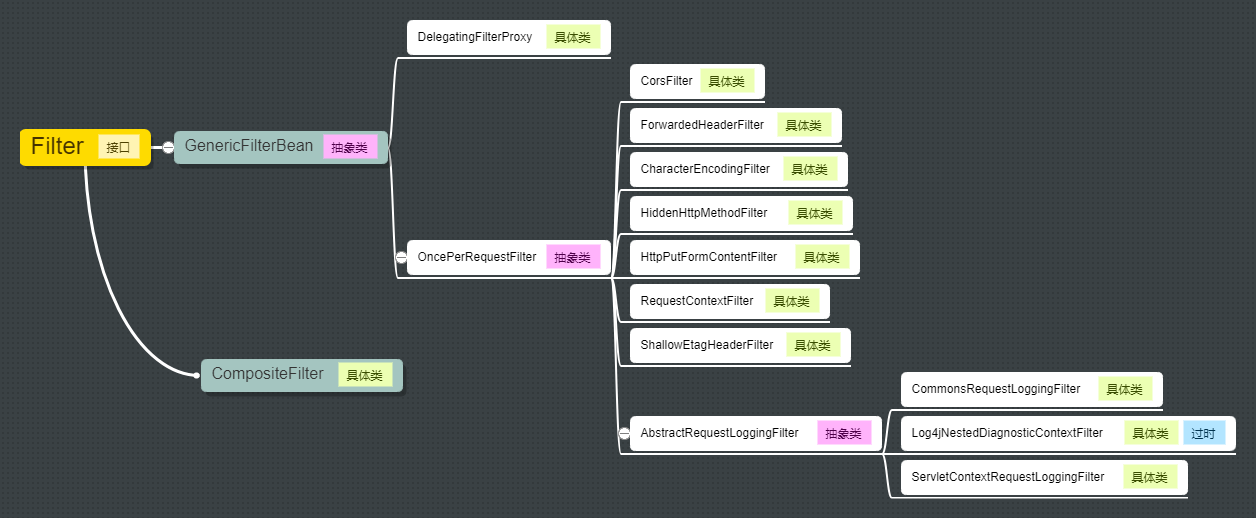 Filter 接口
GenericFilterBean 抽象类
DelegatingFilterProxy 具体类
OncePerRequestFilter 抽象类
CorsFilter 具体类
ForwardedHeaderFilter 具体类
CharacterEncodingFilter 具体类
HiddenHttpMethodFilter 具体类
HttpPutFormContentFilter 具体类
RequestContextFilter 具体类
ShallowEtagHeaderFilter 具体类
AbstractRequestLoggingFilter 抽象类
CommonsRequestLoggingFilter 具体类
Log4jNestedDiagnosticContextFilter 具体类 过时
ServletContextRequestLoggingFilter 具体类
CompositeFilter 具体类